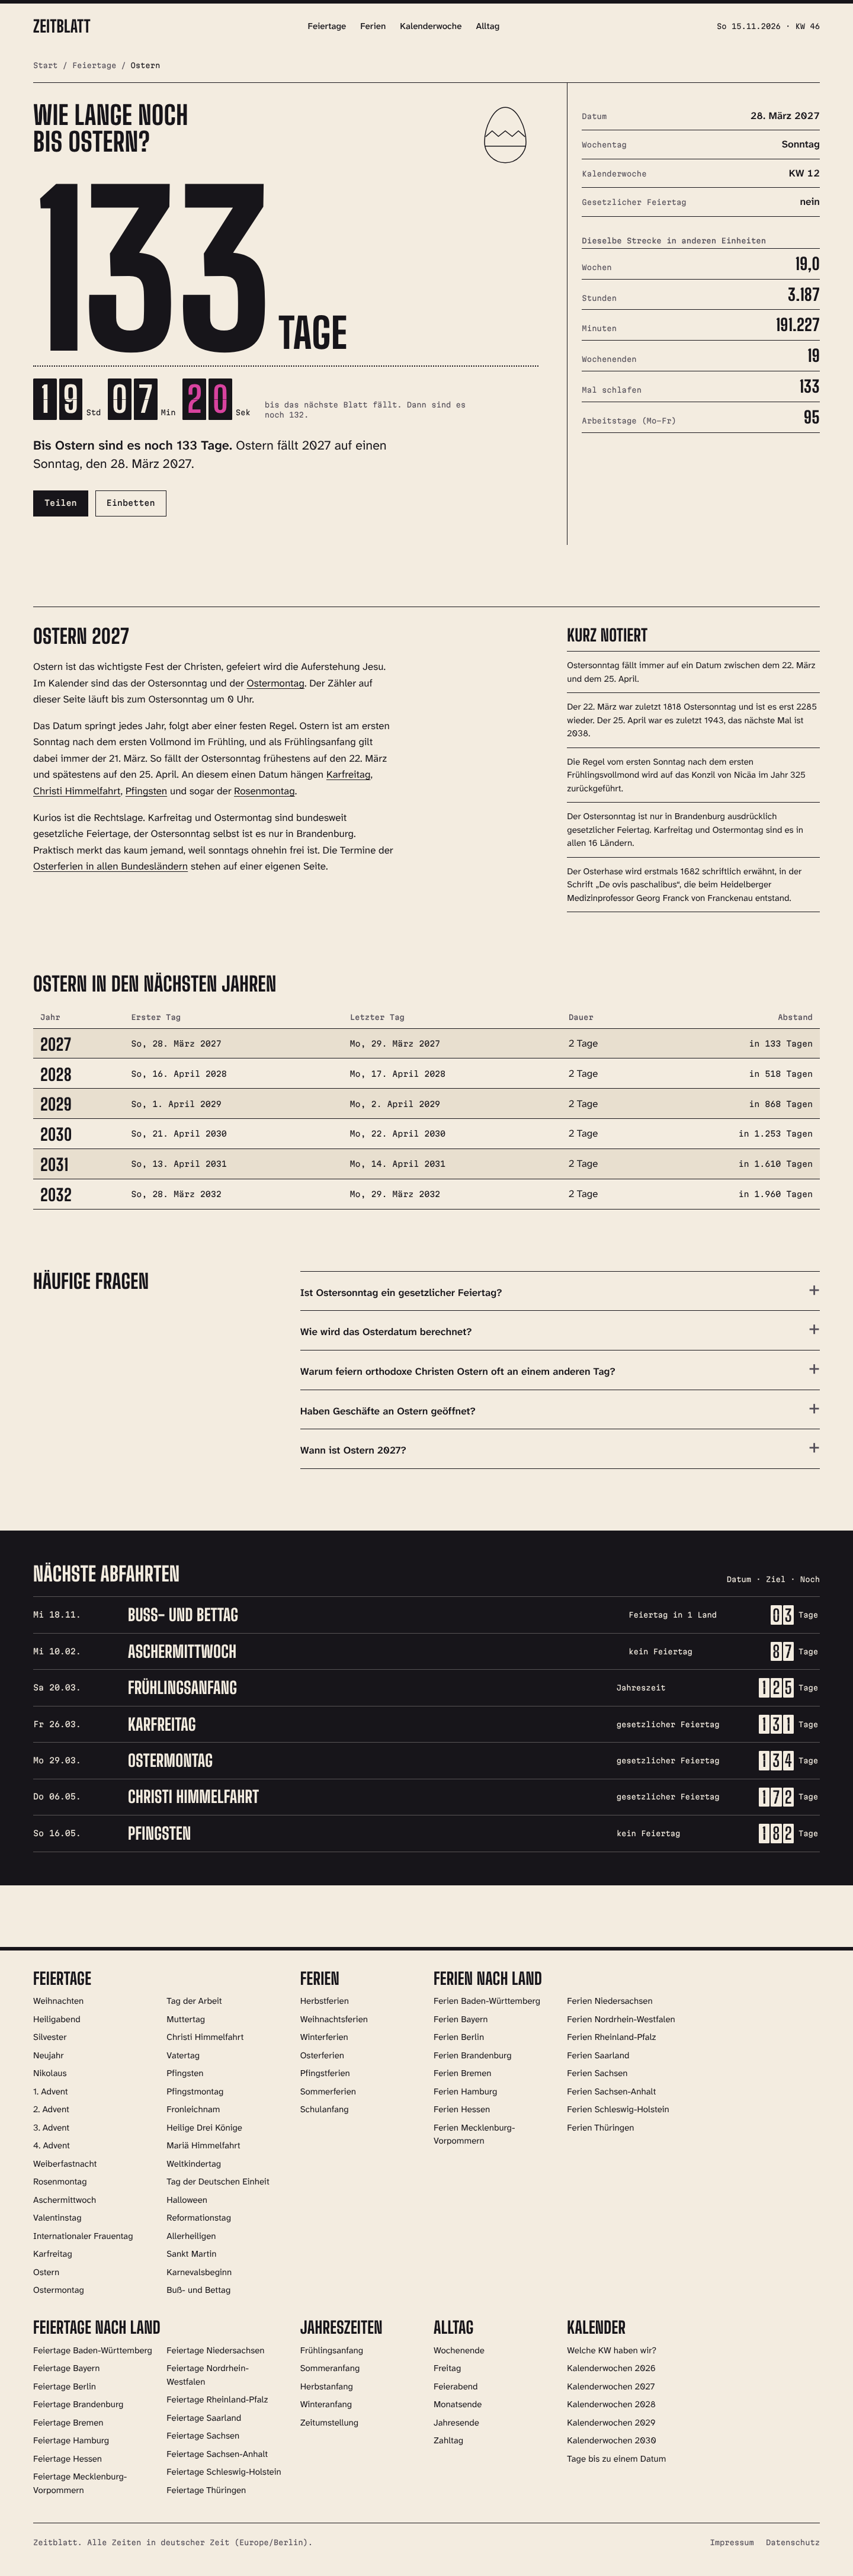 ZEITBLATT
Feiertage Ferien Kalenderwoche Alltag
So 15.11.2026 · KW 46
Start / Feiertage / Ostern
WIE LANGE NOCH
BIS OSTERN?
133 TAGE
19 Std 07 Min 20 Sek
bis das nächste Blatt fällt. Dann sind es
noch 132.
Bis Ostern sind es noch 133 Tage. Ostern fällt 2027 auf einen
Sonntag, den 28. März 2027.
Teilen
Einbetten
Datum 28. März 2027
Wochentag Sonntag
Kalenderwoche KW 12
Gesetzlicher Feiertag nein
Dieselbe Strecke in anderen Einheiten
Wochen 19,0
Stunden 3.187
Minuten 191.227
Wochenenden 19
Mal schlafen 133
Arbeitstage (Mo–Fr) 95
OSTERN 2027
Ostern ist das wichtigste Fest der Christen, gefeiert wird die Auferstehung Jesu.
Im Kalender sind das der Ostersonntag und der Ostermontag. Der Zähler auf
dieser Seite läuft bis zum Ostersonntag um 0 Uhr.
Das Datum springt jedes Jahr, folgt aber einer festen Regel. Ostern ist am ersten
Sonntag nach dem ersten Vollmond im Frühling, und als Frühlingsanfang gilt
dabei immer der 21. März. So fällt der Ostersonntag frühestens auf den 22. März
und spätestens auf den 25. April. An diesem einen Datum hängen Karfreitag,
Christi Himmelfahrt, Pfingsten und sogar der Rosenmontag.
Kurios ist die Rechtslage. Karfreitag und Ostermontag sind bundesweit
gesetzliche Feiertage, der Ostersonntag selbst ist es nur in Brandenburg.
Praktisch merkt das kaum jemand, weil sonntags ohnehin frei ist. Die Termine der
Osterferien in allen Bundesländern stehen auf einer eigenen Seite.
KURZ NOTIERT
Ostersonntag fällt immer auf ein Datum zwischen dem 22. März
und dem 25. April.
Der 22. März war zuletzt 1818 Ostersonntag und ist es erst 2285
wieder. Der 25. April war es zuletzt 1943, das nächste Mal ist
2038.
Die Regel vom ersten Sonntag nach dem ersten
Frühlingsvollmond wird auf das Konzil von Nicäa im Jahr 325
zurückgeführt.
Der Ostersonntag ist nur in Brandenburg ausdrücklich
gesetzlicher Feiertag. Karfreitag und Ostermontag sind es in
allen 16 Ländern.
Der Osterhase wird erstmals 1682 schriftlich erwähnt, in der
Schrift „De ovis paschalibus“, die beim Heidelberger
Medizinprofessor Georg Franck von Franckenau entstand.
OSTERN IN DEN NÄCHSTEN JAHREN
Jahr Erster Tag Letzter Tag Dauer Abstand
2027 So, 28. März 2027 Mo, 29. März 2027 2 Tage in 133 Tagen
2028 So, 16. April 2028 Mo, 17. April 2028 2 Tage in 518 Tagen
2029 So, 1. April 2029 Mo, 2. April 2029 2 Tage in 868 Tagen
2030 So, 21. April 2030 Mo, 22. April 2030 2 Tage in 1.253 Tagen
2031 So, 13. April 2031 Mo, 14. April 2031 2 Tage in 1.610 Tagen
2032 So, 28. März 2032 Mo, 29. März 2032 2 Tage in 1.960 Tagen
HÄUFIGE FRAGEN
Ist Ostersonntag ein gesetzlicher Feiertag? +
Wie wird das Osterdatum berechnet? +
Warum feiern orthodoxe Christen Ostern oft an einem anderen Tag? +
Haben Geschäfte an Ostern geöffnet? +
Wann ist Ostern 2027? +
NÄCHSTE ABFAHRTEN
Datum · Ziel · Noch
Mi 18.11. BUSS- UND BETTAG Feiertag in 1 Land 03 Tage
Mi 10.02. ASCHERMITTWOCH kein Feiertag 87 Tage
Sa 20.03. FRÜHLINGSANFANG Jahreszeit 125 Tage
Fr 26.03. KARFREITAG gesetzlicher Feiertag 131 Tage
Mo 29.03. OSTERMONTAG gesetzlicher Feiertag 134 Tage
Do 06.05. CHRISTI HIMMELFAHRT gesetzlicher Feiertag 172 Tage
So 16.05. PFINGSTEN kein Feiertag 182 Tage
FEIERTAGE
Weihnachten
Heiligabend
Silvester
Neujahr
Nikolaus
1. Advent
2. Advent
3. Advent
4. Advent
Weiberfastnacht
Rosenmontag
Aschermittwoch
Valentinstag
Internationaler Frauentag
Karfreitag
Ostern
Ostermontag
Tag der Arbeit
Muttertag
Christi Himmelfahrt
Vatertag
Pfingsten
Pfingstmontag
Fronleichnam
Heilige Drei Könige
Mariä Himmelfahrt
Weltkindertag
Tag der Deutschen Einheit
Halloween
Reformationstag
Allerheiligen
Sankt Martin
Karnevalsbeginn
Buß- und Bettag
FERIEN
Herbstferien
Weihnachtsferien
Winterferien
Osterferien
Pfingstferien
Sommerferien
Schulanfang
FERIEN NACH LAND
Ferien Baden-Württemberg
Ferien Bayern
Ferien Berlin
Ferien Brandenburg
Ferien Bremen
Ferien Hamburg
Ferien Hessen
Ferien Mecklenburg-
Vorpommern
Ferien Niedersachsen
Ferien Nordrhein-Westfalen
Ferien Rheinland-Pfalz
Ferien Saarland
Ferien Sachsen
Ferien Sachsen-Anhalt
Ferien Schleswig-Holstein
Ferien Thüringen
FEIERTAGE NACH LAND
Feiertage Baden-Württemberg
Feiertage Bayern
Feiertage Berlin
Feiertage Brandenburg
Feiertage Bremen
Feiertage Hamburg
Feiertage Hessen
Feiertage Mecklenburg-
Vorpommern
Feiertage Niedersachsen
Feiertage Nordrhein-
Westfalen
Feiertage Rheinland-Pfalz
Feiertage Saarland
Feiertage Sachsen
Feiertage Sachsen-Anhalt
Feiertage Schleswig-Holstein
Feiertage Thüringen
JAHRESZEITEN
Frühlingsanfang
Sommeranfang
Herbstanfang
Winteranfang
Zeitumstellung
ALLTAG
Wochenende
Freitag
Feierabend
Monatsende
Jahresende
Zahltag
KALENDER
Welche KW haben wir?
Kalenderwochen 2026
Kalenderwochen 2027
Kalenderwochen 2028
Kalenderwochen 2029
Kalenderwochen 2030
Tage bis zu einem Datum
Zeitblatt. Alle Zeiten in deutscher Zeit (Europe/Berlin).
Impressum Datenschutz